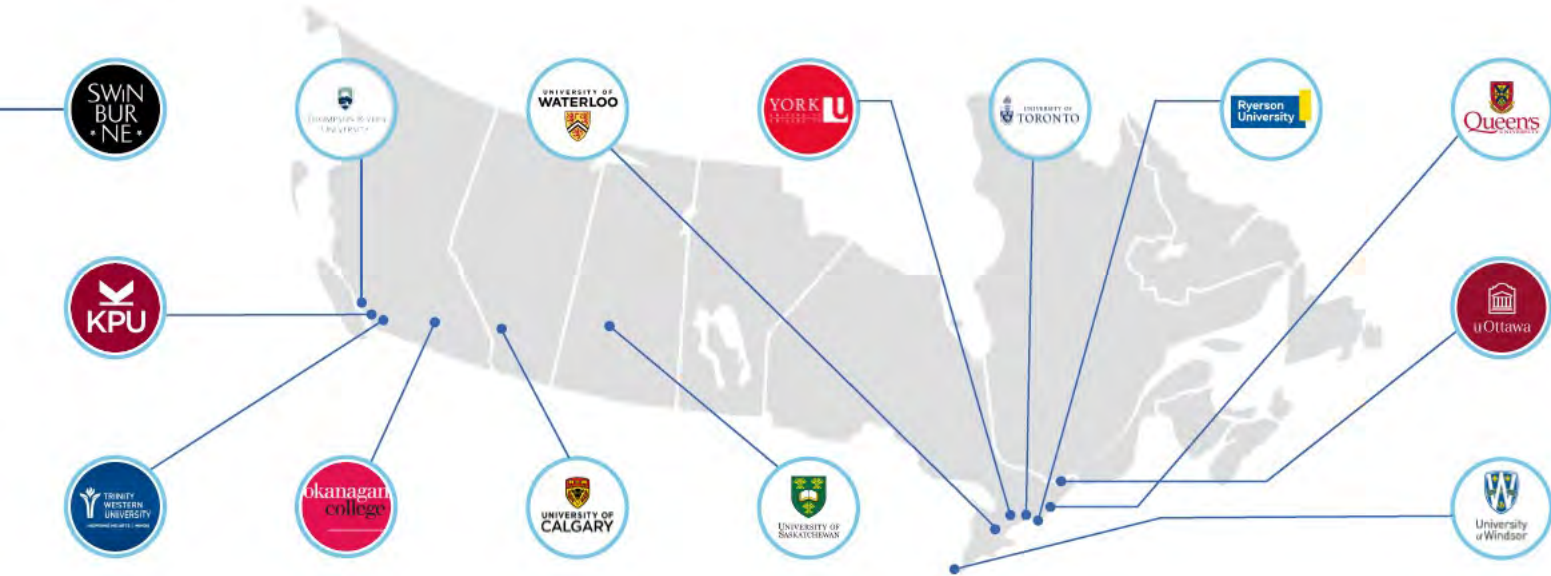 SWiN
BUR
*NE*
THOMPSON RIVERS
UNIVERSITY
UNIVERSITY OF
WATERLOO
YORK U
UNIVERSITY OF
TORONTO
Ryerson
University
Queen's
UNIVERSITY
KPU
uOttawa
TRINITY
WESTERN
UNIVERSITY
okanagan
college
UNIVERSITY OF
CALGARY
UNIVERSITY OF
SASKATCHEWAN
University
of Windsor